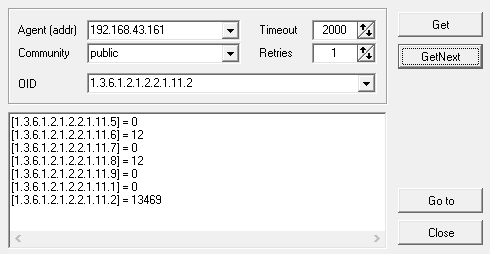 Agent (addr) 192.168.43.161 Timeout 2000 Get
Community public Retries 1 GetNext
OID 1.3.6.1.2.1.2.2.1.11.2
[1.3.6.1.2.1.2.2.1.11.5] = 0
[1.3.6.1.2.1.2.2.1.11.6] = 12
[1.3.6.1.2.1.2.2.1.11.7] = 0
[1.3.6.1.2.1.2.2.1.11.8] = 12
[1.3.6.1.2.1.2.2.1.11.9] = 0
[1.3.6.1.2.1.2.2.1.11.1] = 0
[1.3.6.1.2.1.2.2.1.11.2] = 13469
Go to
Close